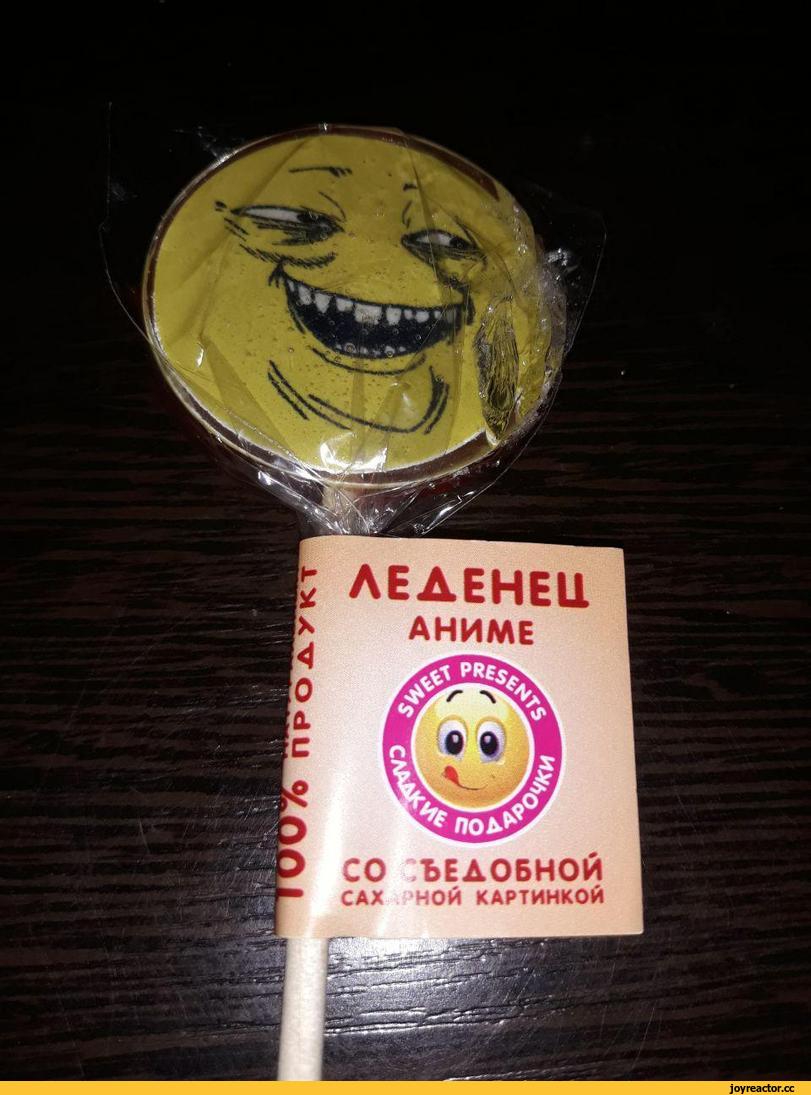 ЛЕДЕНЕЦ
АНИМЕ
SWEET PRESENTS
СЛАДКИЕ ПОДАРОЧКИ
СО СЪЕДОБНОЙ
САХАРНОЙ КАРТИНКОЙ
100% ПРОДУКТ
joyreactor.cc